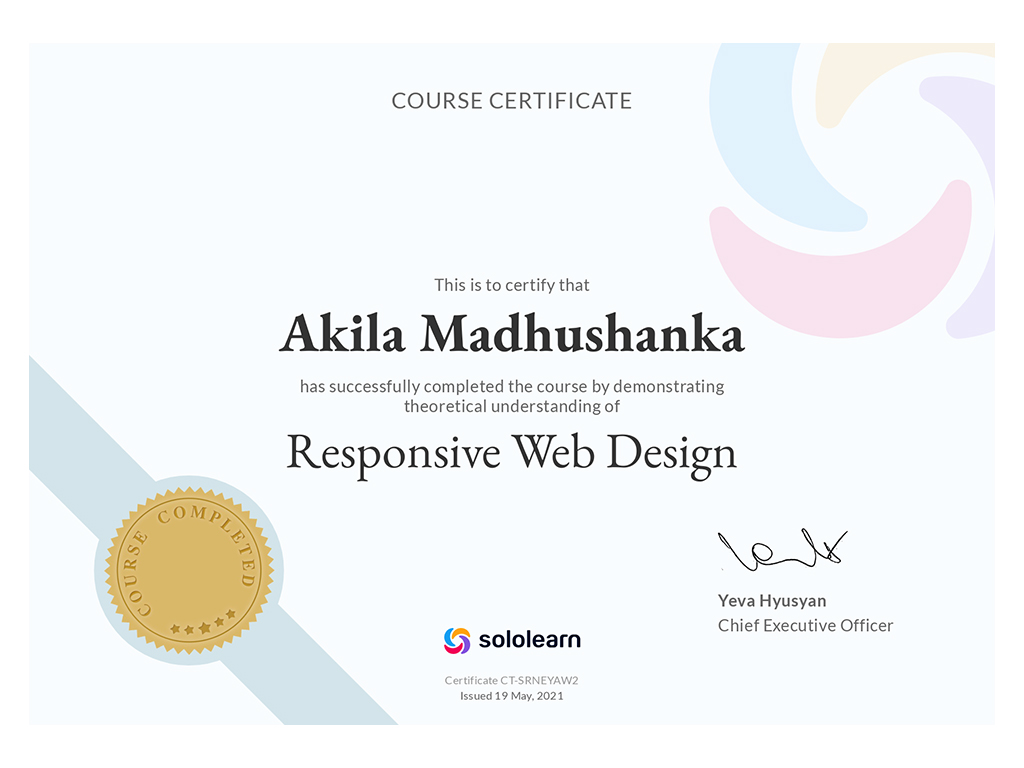 COURSE CERTIFICATE
This is to certify that
Akila Madhushanka
has successfully completed the course by demonstrating
theoretical understanding of
Responsive Web Design
COURSE COMPLETED
Yeva Hyusyan
Chief Executive Officer
sololearn
Certificate CT-SRNEYAW2
Issued 19 May, 2021